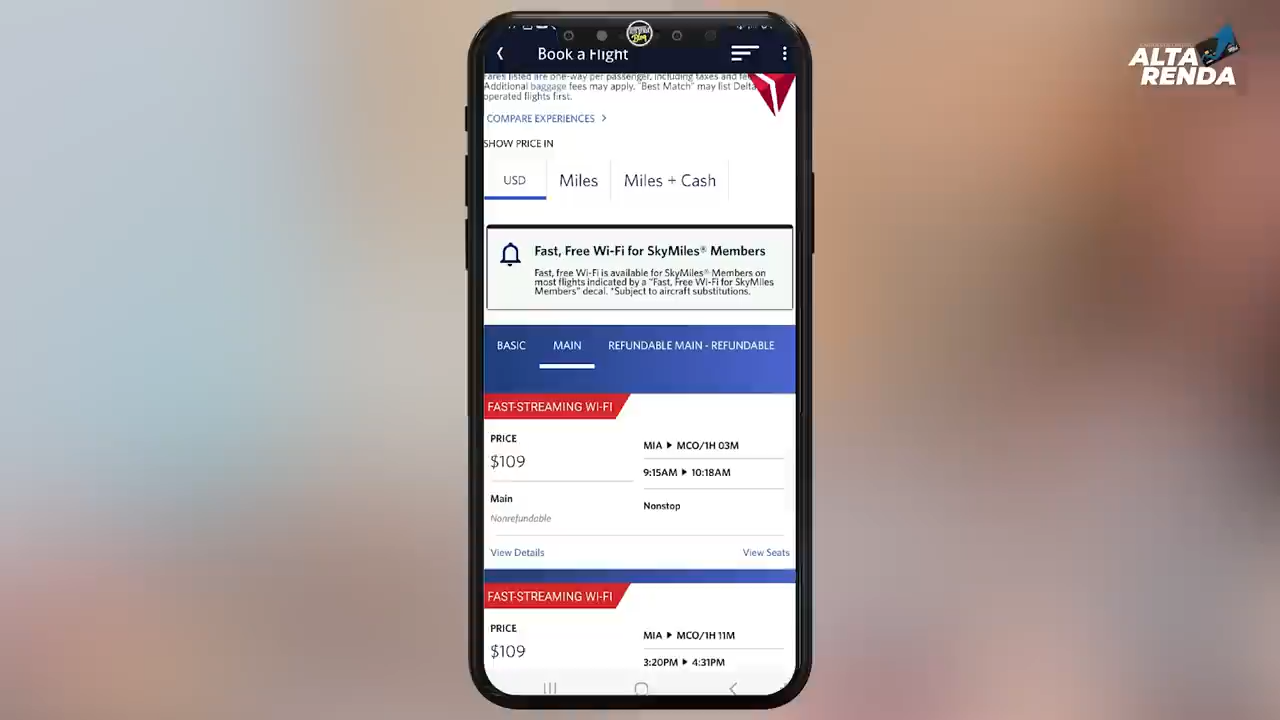 ALTA
RENDA
Blog
Book a Flight
Fares listed are one-way per passenger, including taxes and
Additional baggage fees may apply. "Best Match" may list Delta
operated flights first.
COMPARE EXPERIENCES
SHOW PRICE IN
USD Miles Miles + Cash
Fast, Free Wi-Fi for SkyMiles® Members
Fast, free Wi-Fi is available for SkyMiles® Members on
most flights indicated by a "Fast, Free Wi-Fi for SkyMiles
Members" decal. *Subject to aircraft substitutions.
BASIC MAIN REFUNDABLE MAIN - REFUNDABLE
FAST-STREAMING WI-FI
PRICE
$109
MIA ▶ MCO/1H 03M
9:15AM ▶ 10:18AM
Main
Nonrefundable
Nonstop
View Details View Seats
FAST-STREAMING WI-FI
PRICE
$109
MIA ▶ MCO/1H 11M
3:20PM ▶ 4:31PM